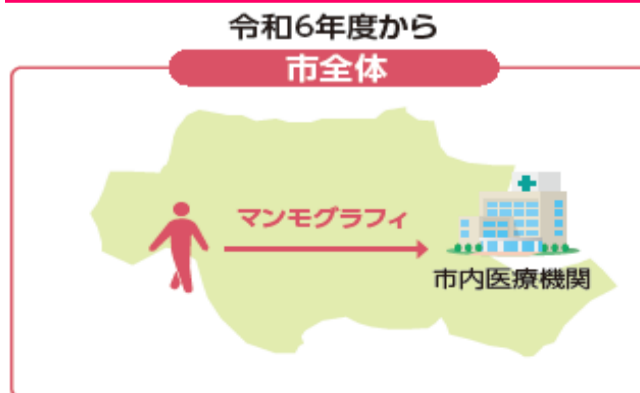 令和6年度から
市全体
マンモグラフィ
市内医療機関